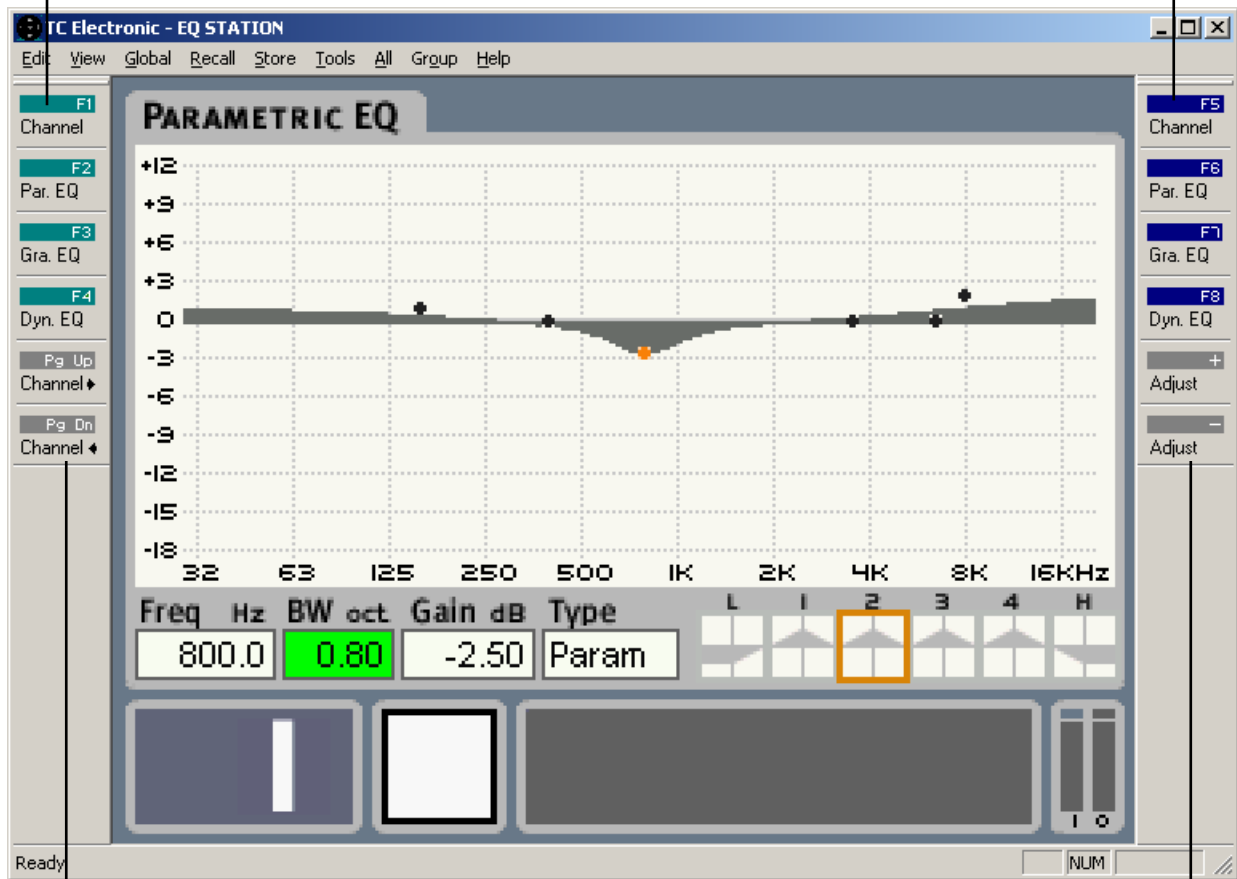 TC Electronic - EQ STATION
Edit View Global Recall Store Tools All Group Help
F1
Channel
F2
Par. EQ
F3
Gra. EQ
F4
Dyn. EQ
Pg Up
Channel
Pg Dn
Channel
PARAMETRIC EQ
+12
+9
+6
+3
0
-3
-6
-9
-12
-15
-18
32 63 125 250 500 1K 2K 4K 8K 16KHz
Freq Hz BW oct Gain dB Type
800.0 0.80 -2.50 Param
L 1 2 3 4 H
I O
F5
Channel
F6
Par. EQ
F7
Gra. EQ
F8
Dyn. EQ
+
Adjust
-
Adjust
Ready NUM